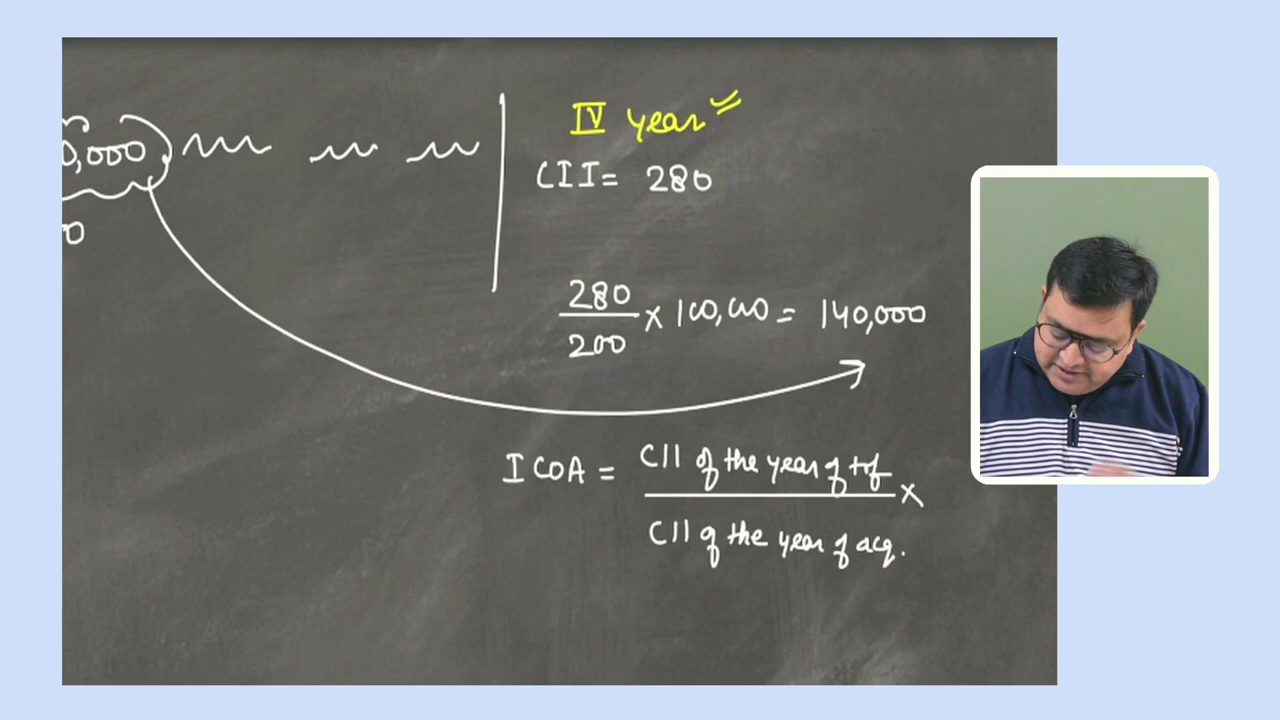 0,000
0
IV year
CII = 280
280
200
x 100,000 = 140,000
ICOA = CII of the year of trf x
CII of the year of acq.